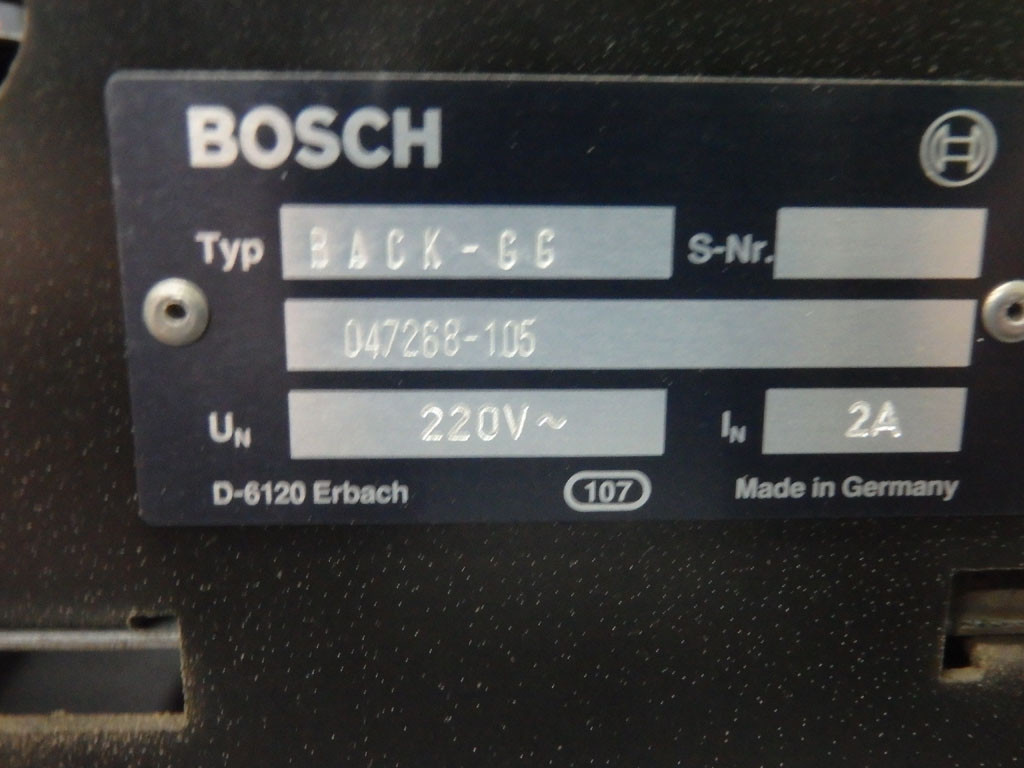 BOSCH
Typ BACK-GG S-Nr.
047268-105
UN 220V~ IN 2A
D-6120 Erbach 107 Made in Germany